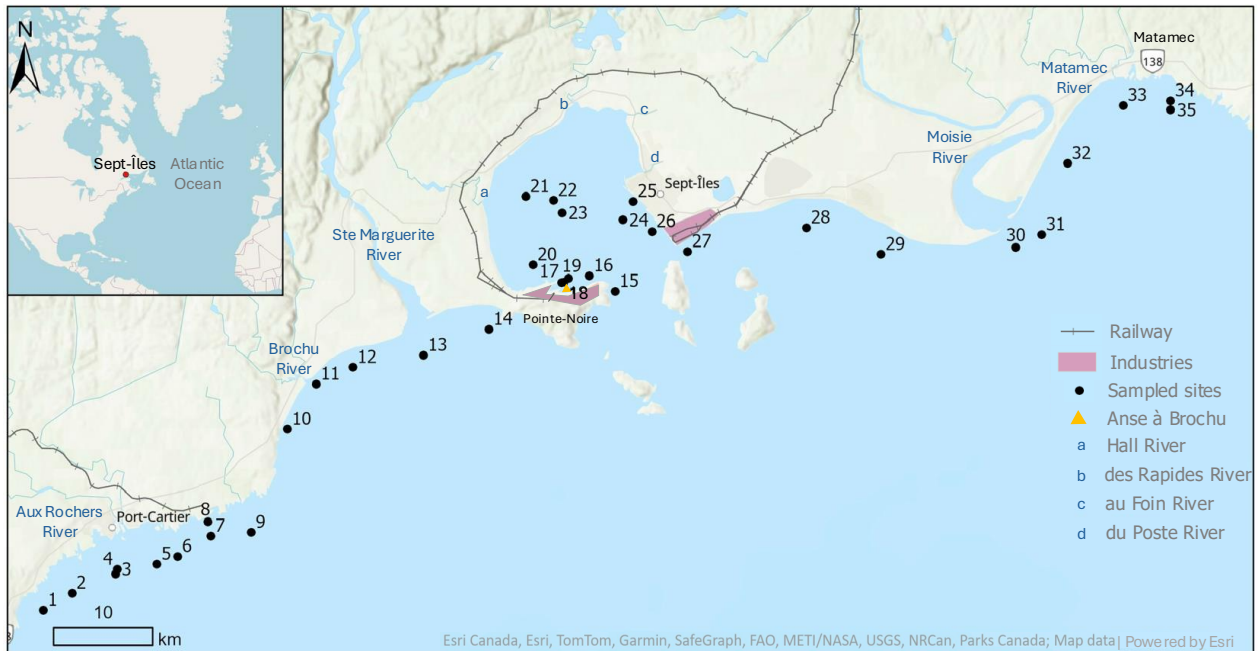 N
Sept-Îles
Atlantic
Ocean
Matamec
138
Matamec
River
Moisie
River
b
c
d
a
Sept-Îles
Ste Marguerite
River
Pointe-Noire
Brochu
River
Aux Rochers
River
Port-Cartier
1
2
3
4
5
6
7
8
9
10
11
12
13
14
15
16
17
18
19
20
21
22
23
24
25
26
27
28
29
30
31
32
33
34
35
Railway
Industries
Sampled sites
Anse à Brochu
a Hall River
b des Rapides River
c au Foin River
d du Poste River
10
km
Esri Canada, Esri, TomTom, Garmin, SafeGraph, FAO, METI/NASA, USGS, NRCan, Parks Canada; Map data | Powered by Esri